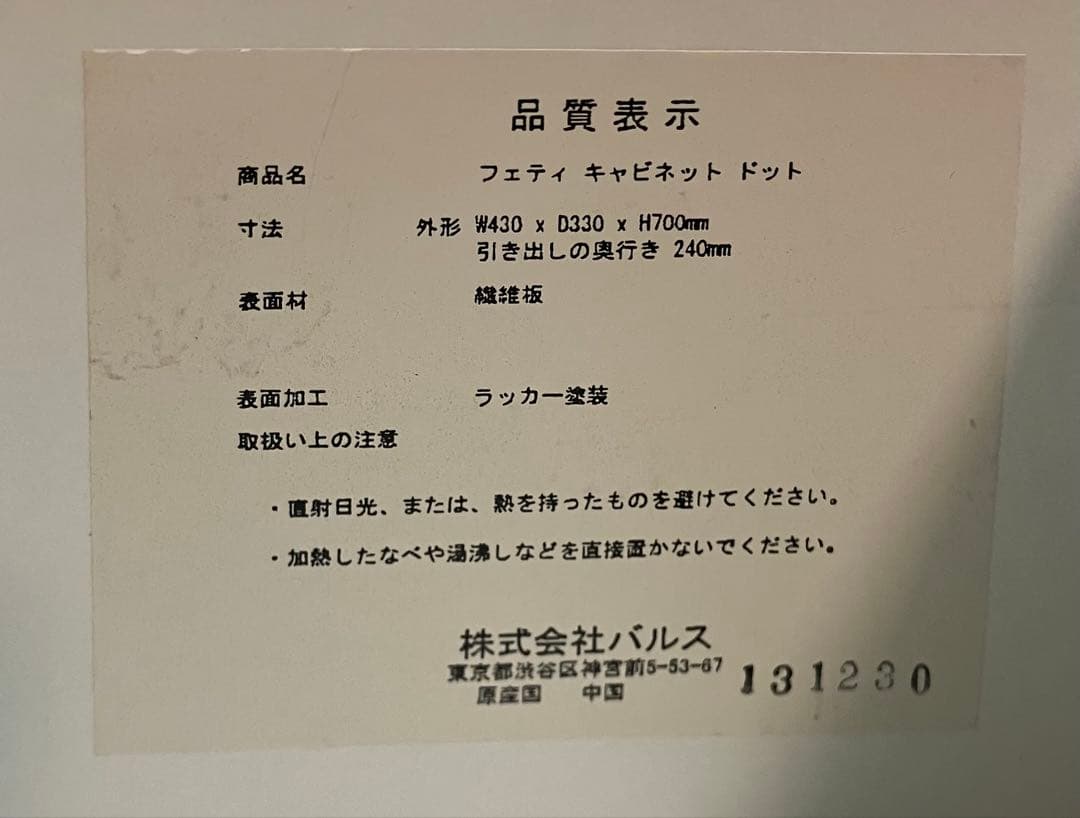 品質表示
商品名 フェティ キャビネット ドット
寸法 外形 W430 x D330 x H700mm
引き出しの奥行き 240mm
表面材 繊維板
表面加工 ラッカー塗装
取扱い上の注意
・直射日光、または、熱を持ったものを避けてください。
・加熱したなべや湯沸しなどを直接置かないでください。
株式会社バルス
東京都渋谷区神宮前5-53-67
131230
原産国 中国